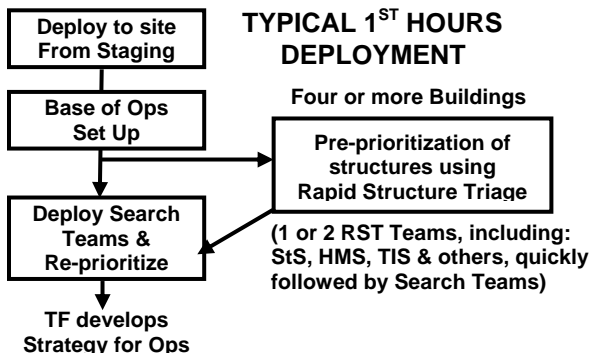 TYPICAL 1ST HOURS
DEPLOYMENT
Deploy to site
From Staging
Base of Ops
Set Up
Four or more Buildings
Pre-prioritization of
structures using
Rapid Structure Triage
(1 or 2 RST Teams, including:
StS, HMS, TIS & others, quickly
followed by Search Teams)
Deploy Search
Teams &
Re-prioritize
TF develops
Strategy for Ops